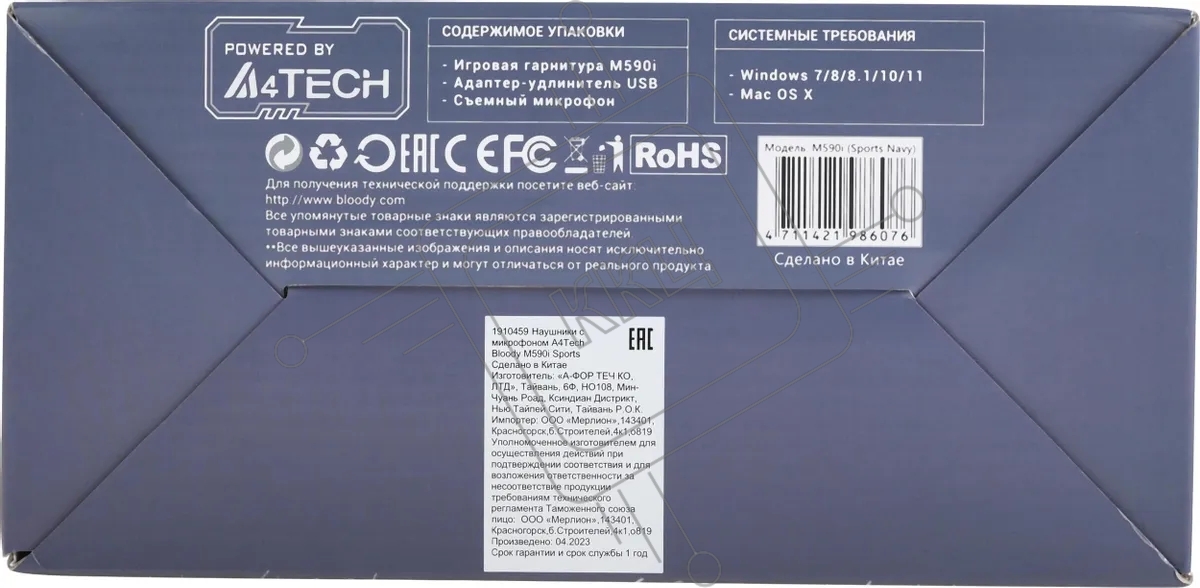 POWERED BY
A4TECH
СОДЕРЖИМОЕ УПАКОВКИ
- Игровая гарнитура M590i
- Адаптер-удлинитель USB
- Съемный микрофон
СИСТЕМНЫЕ ТРЕБОВАНИЯ
- Windows 7/8/8.1/10/11
- Mac OS X
EAC CE FC RoHS
Для получения технической поддержки посетите веб-сайт:
http://www bloody com
Все упомянутые товарные знаки являются зарегистрированными
товарными знаками соответствующих правообладателей.
**Все вышеуказанные изображения и описания носят исключительно
информационный характер и могут отличаться от реального продукта
Модель. M590i (Sports Navy)
4 711421 986076
Сделано в Китае
ККЦ
EAC
1910459 Наушники с
микрофоном A4Tech
Bloody M590i Sports
Сделано в Китае
Изготовитель: «А-ФОР ТЕЧ КО,
ЛТД», Тайвань, 6Ф, НО108, Мин-
Чуань Роад, Ксиндиан Дистрикт,
Нью Тайпей Сити, Тайвань Р.О.К.
Импортер: ООО «Мерлион»,143401,
Красногорск,б.Строителей,4к1,о819
Уполномоченное изготовителем для
осуществления действий при
подтверждении соответствия и для
возложения ответственности за
несоответствие продукции
требованиям технического
регламента Таможенного союза
лицо: ООО «Мерлион»,143401,
Красногорск,б.Строителей,4к1,о819
Произведено: 04.2023
Срок гарантии и срок службы 1 год